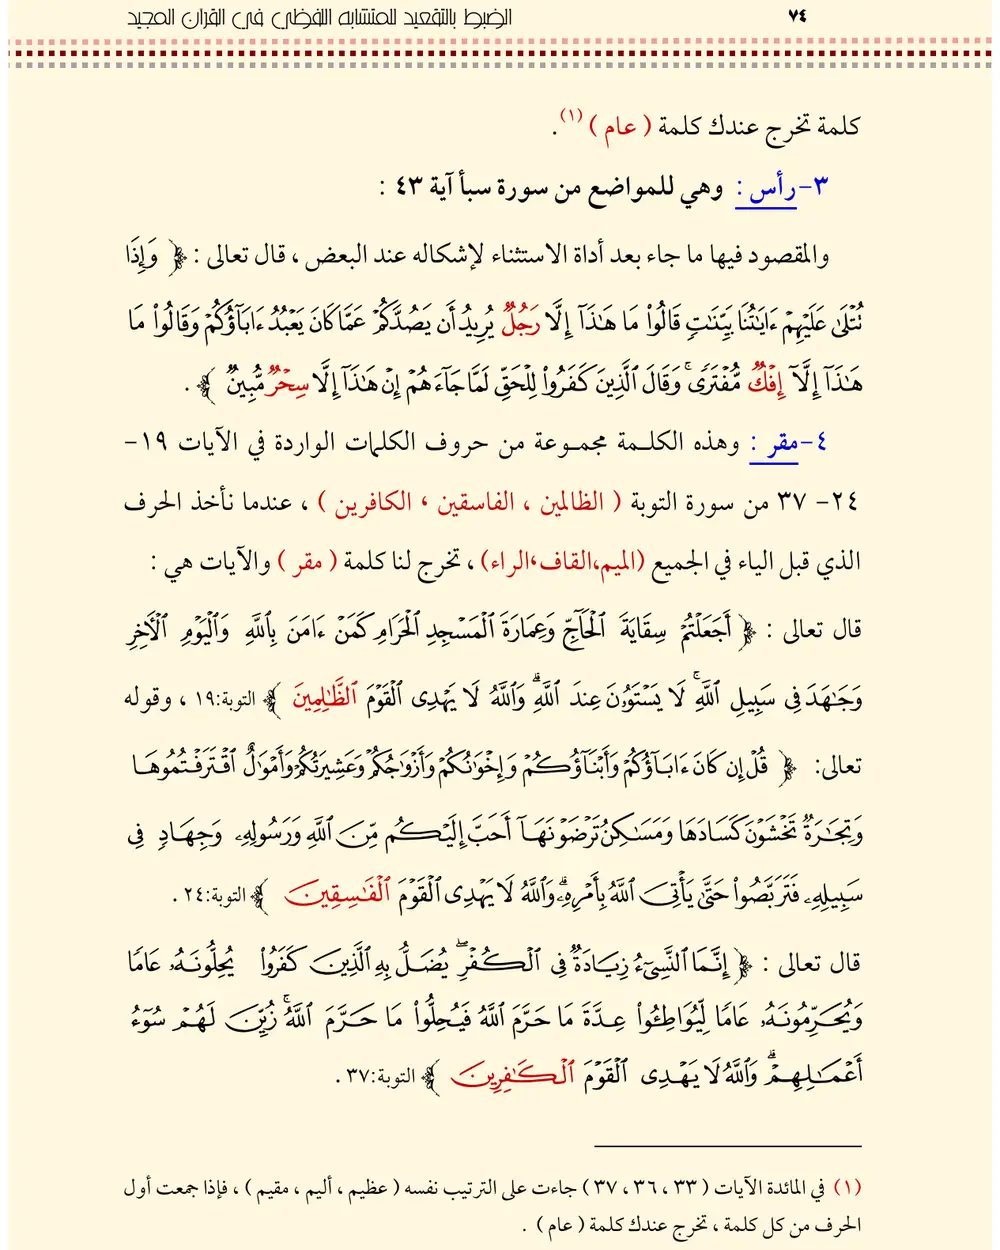 ٧٤ الضبط بالتقعيد للمتشابه اللفظي في القرآن المجيد
كلمة تخرج عندك كلمة ( عام ) (١).
٣- رأس : وهي للمواضع من سورة سبأ آية ٤٣ :
والمقصود فيها ما جاء بعد أداة الاستثناء لإشكاله عند البعض ، قال تعالى : ﴿ وَإِذَا
تُتْلَىٰ عَلَيْهِمْ ءَايَٰتُنَا بَيِّنَٰتٍ قَالُوا۟ مَا هَٰذَآ إِلَّا رَجُلٌ يُرِيدُ أَن يَصُدَّكُمْ عَمَّا كَانَ يَعْبُدُ ءَابَآؤُكُمْ وَقَالُوا۟ مَا
هَٰذَآ إِلَّآ إِفْكٌ مُّفْتَرًى ۚ وَقَالَ ٱلَّذِينَ كَفَرُوا۟ لِلْحَقِّ لَمَّا جَآءَهُمْ إِنْ هَٰذَآ إِلَّا سِحْرٌ مُّبِينٌ ﴾ .
٤- مقر : وهذه الكلمة مجموعة من حروف الكلمات الواردة في الآيات ١٩-
٢٤- ٣٧ من سورة التوبة ( الظالمين ، الفاسقين ، الكافرين ) ، عندما نأخذ الحرف
الذي قبل الياء في الجميع (الميم،القاف،الراء) ، تخرج لنا كلمة ( مقر ) والآيات هي :
قال تعالى : ﴿ أَجَعَلْتُمْ سِقَايَةَ ٱلْحَآجِّ وَعِمَارَةَ ٱلْمَسْجِدِ ٱلْحَرَامِ كَمَنْ ءَامَنَ بِٱللَّهِ وَٱلْيَوْمِ ٱلْءَاخِرِ
وَجَٰهَدَ فِى سَبِيلِ ٱللَّهِ ۚ لَا يَسْتَوُۥنَ عِندَ ٱللَّهِ ۗ وَٱللَّهُ لَا يَهْدِى ٱلْقَوْمَ ٱلظَّٰلِمِينَ ﴾ التوبة:١٩ ، وقوله
تعالى: ﴿ قُلْ إِن كَانَ ءَابَآؤُكُمْ وَأَبْنَآؤُكُمْ وَإِخْوَٰنُكُمْ وَأَزْوَٰجُكُمْ وَعَشِيرَتُكُمْ وَأَمْوَٰلٌ ٱقْتَرَفْتُمُوهَا
وَتِجَٰرَةٌ تَخْشَوْنَ كَسَادَهَا وَمَسَٰكِنُ تَرْضَوْنَهَآ أَحَبَّ إِلَيْكُم مِّنَ ٱللَّهِ وَرَسُولِهِۦ وَجِهَادٍ فِى
سَبِيلِهِۦ فَتَرَبَّصُوا۟ حَتَّىٰ يَأْتِىَ ٱللَّهُ بِأَمْرِهِۦ ۗ وَٱللَّهُ لَا يَهْدِى ٱلْقَوْمَ ٱلْفَٰسِقِينَ ﴾ التوبة:٢٤ .
قال تعالى : ﴿ إِنَّمَا ٱلنَّسِىٓءُ زِيَادَةٌ فِى ٱلْكُفْرِ ۖ يُضَلُّ بِهِ ٱلَّذِينَ كَفَرُوا۟ يُحِلُّونَهُۥ عَامًا
وَيُحَرِّمُونَهُۥ عَامًا لِّيُوَاطِـُٔوا۟ عِدَّةَ مَا حَرَّمَ ٱللَّهُ فَيُحِلُّوا۟ مَا حَرَّمَ ٱللَّهُ ۚ زُيِّنَ لَهُمْ سُوٓءُ
أَعْمَٰلِهِمْ ۗ وَٱللَّهُ لَا يَهْدِى ٱلْقَوْمَ ٱلْكَٰفِرِينَ ﴾ التوبة:٣٧ .
(١) في المائدة الآيات ( ٣٣ ، ٣٦ ، ٣٧ ) جاءت على الترتيب نفسه ( عظيم ، أليم ، مقيم ) ، فإذا جمعت أول
الحرف من كل كلمة ، تخرج عندك كلمة ( عام ) .